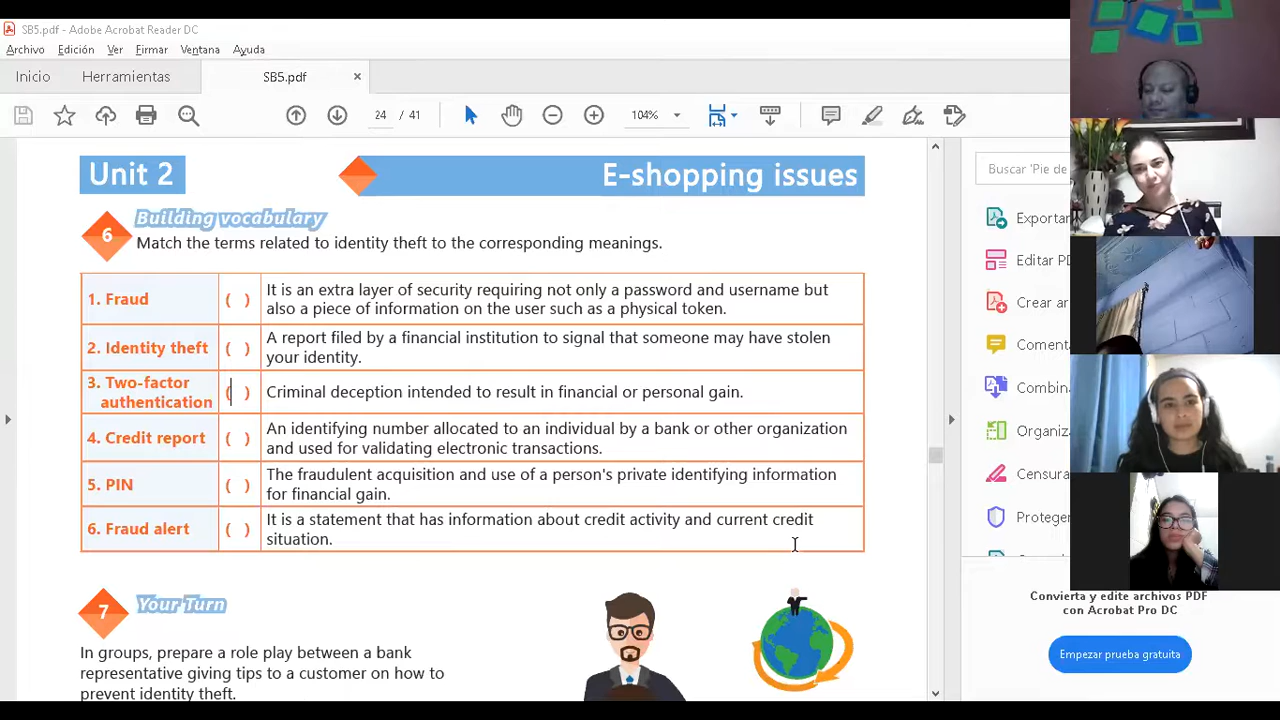 SB5.pdf - Adobe Acrobat Reader DC
Archivo Edición Ver Firmar Ventana Ayuda
Inicio Herramientas SB5.pdf ×
24 / 41 104%
Unit 2 E-shopping issues
Building vocabulary
6 Match the terms related to identity theft to the corresponding meanings.
1. Fraud ( ) It is an extra layer of security requiring not only a password and username but
also a piece of information on the user such as a physical token.
2. Identity theft ( ) A report filed by a financial institution to signal that someone may have stolen
your identity.
3. Two-factor
authentication ( ) Criminal deception intended to result in financial or personal gain.
4. Credit report ( ) An identifying number allocated to an individual by a bank or other organization
and used for validating electronic transactions.
5. PIN ( ) The fraudulent acquisition and use of a person's private identifying information
for financial gain.
6. Fraud alert ( ) It is a statement that has information about credit activity and current credit
situation.
7 Your Turn
In groups, prepare a role play between a bank
representative giving tips to a customer on how to
prevent identity theft.
Buscar 'Pie de
Exportar
Editar PD
Crear ar
Coment
Combin
Organiz
Censura
Proteger
Convierta y edite archivos PDF
con Acrobat Pro DC
Empezar prueba gratuita